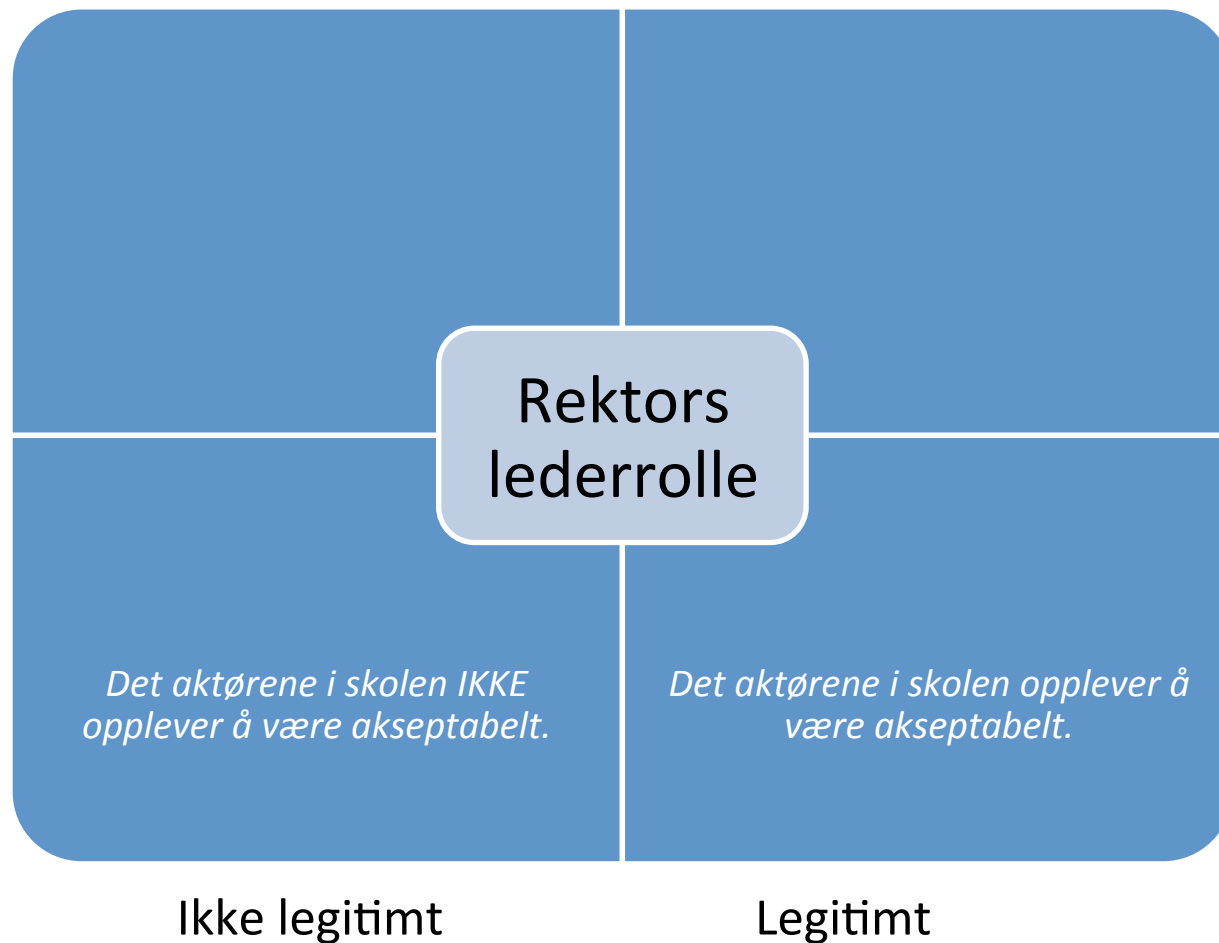 Rektors
lederrolle
Det aktørene i skolen IKKE
opplever å være akseptabelt.
Det aktørene i skolen opplever å
være akseptabelt.
Ikke legitimt
Legitimt